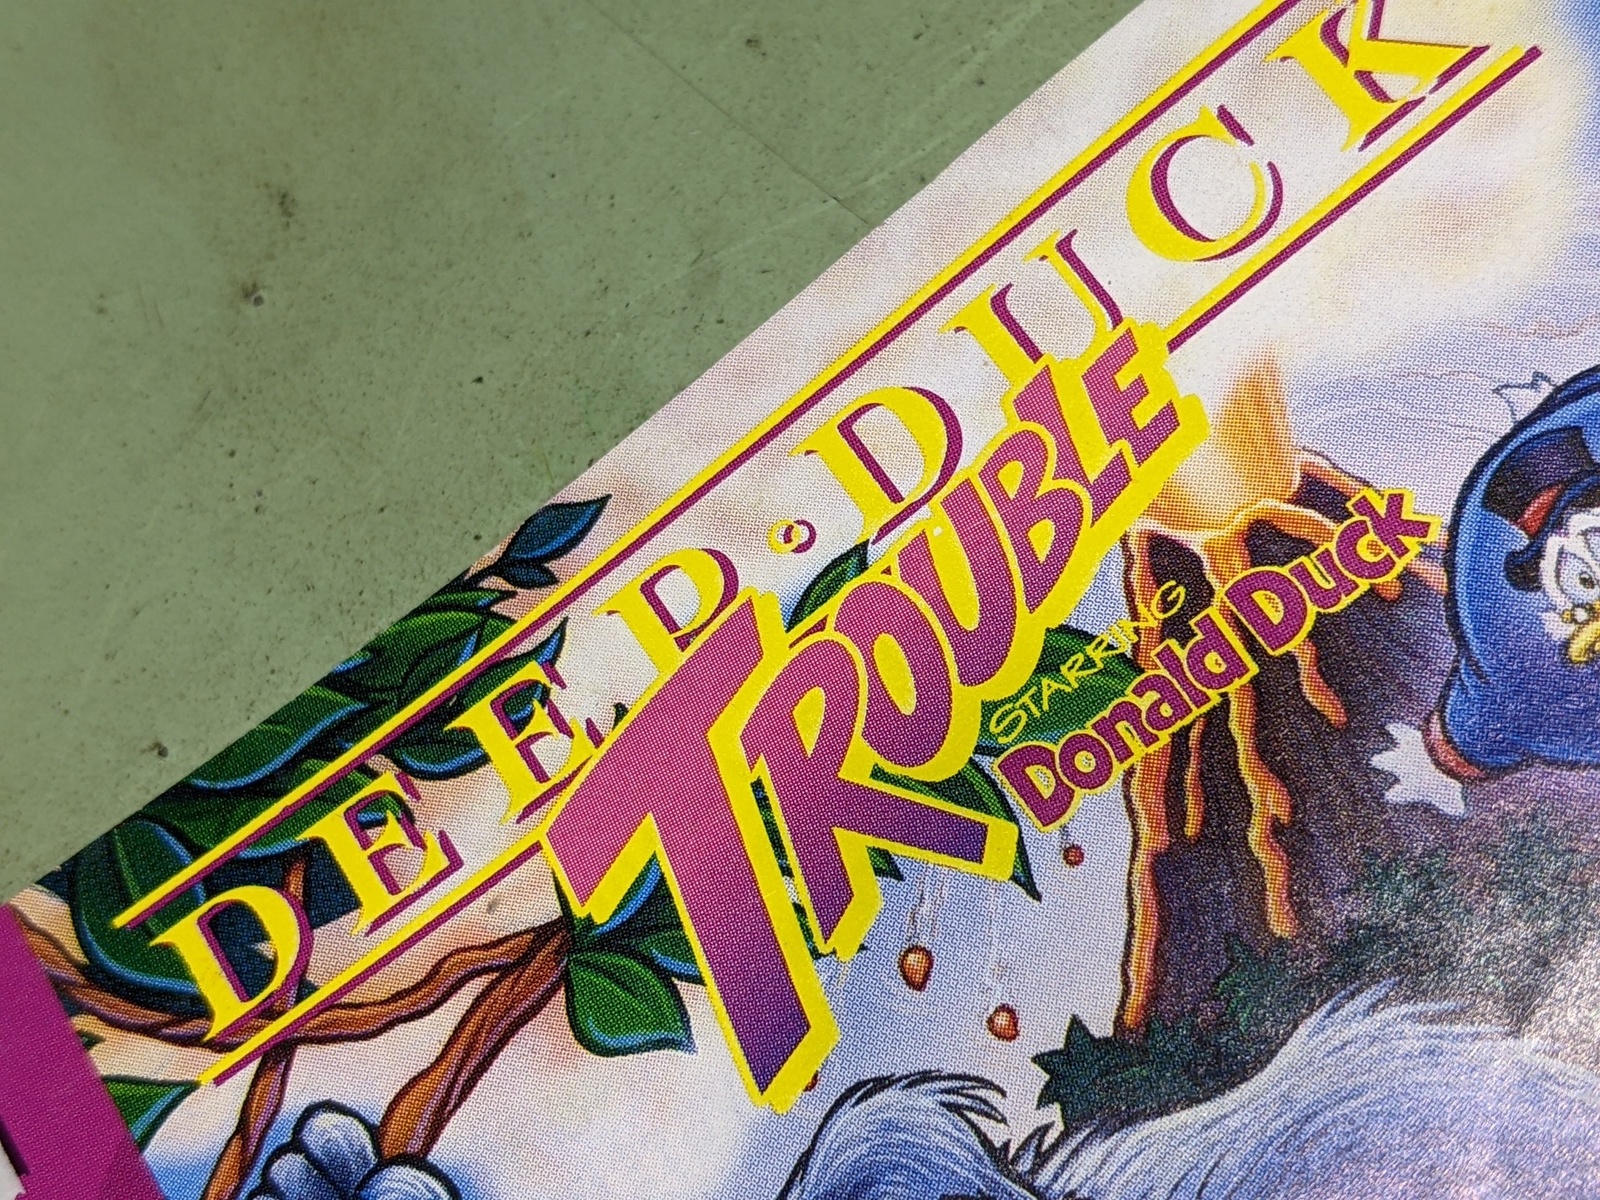 DEEP · DUCK
TROUBLE
STARRING
Donald Duck